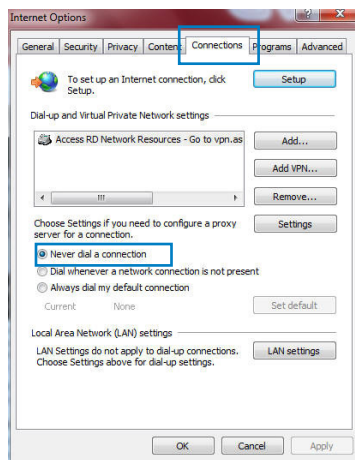 Internet Options
General Security Privacy Content Connections Programs Advanced
To set up an Internet connection, click
Setup.
Setup
Dial-up and Virtual Private Network settings
Access RD Network Resources - Go to vpn.as
Add...
Add VPN...
Remove...
Choose Settings if you need to configure a proxy
server for a connection.
Settings
Never dial a connection
Dial whenever a network connection is not present
Always dial my default connection
Current None
Set default
Local Area Network (LAN) settings
LAN Settings do not apply to dial-up connections.
Choose Settings above for dial-up settings.
LAN settings
OK Cancel Apply